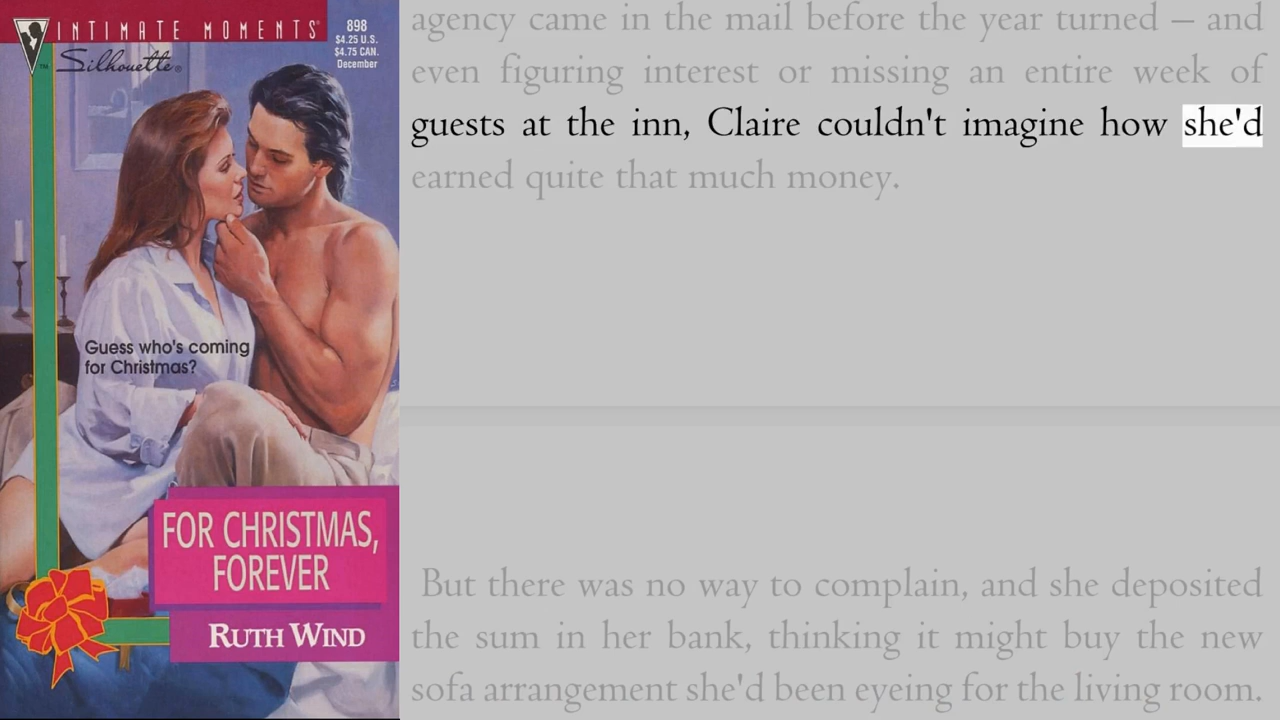 INTIMATE MOMENTS®
Silhouette®
™
898
$4.25 U.S.
$4.75 CAN.
December
Guess who's coming
for Christmas?
FOR CHRISTMAS,
FOREVER
RUTH WIND
agency came in the mail before the year turned — and
even figuring interest or missing an entire week of
guests at the inn, Claire couldn't imagine how she'd
earned quite that much money.
But there was no way to complain, and she deposited
the sum in her bank, thinking it might buy the new
sofa arrangement she'd been eyeing for the living room.